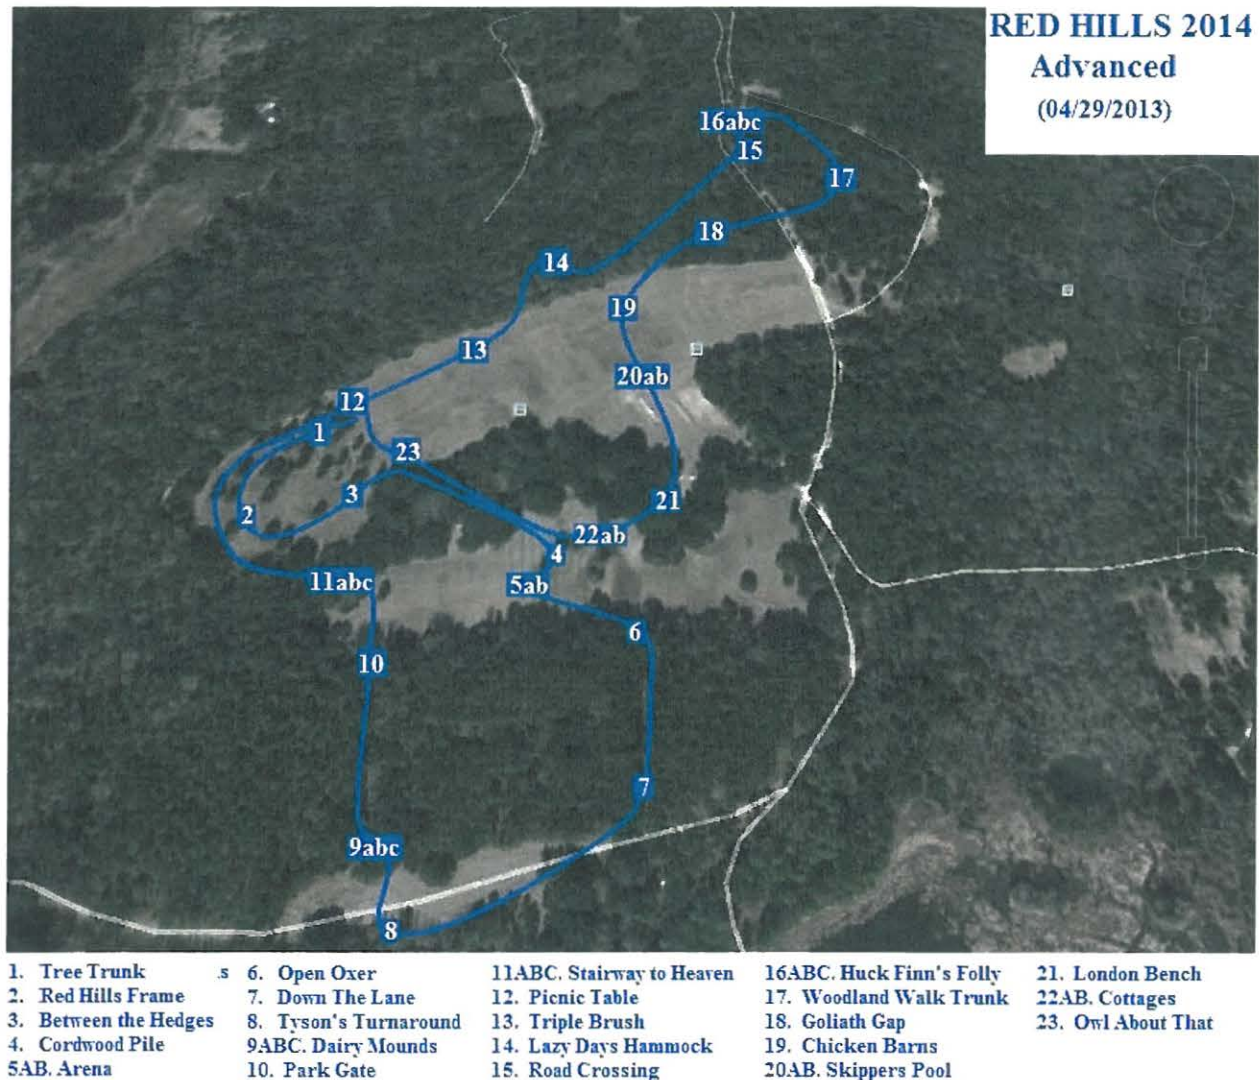 RED HILLS 2014
Advanced
(04/29/2013)
16abc
15
17
18
14
19
13
20ab
12
1
23
3
21
2
22ab
4
11abc
5ab
6
10
7
9abc
8
1. Tree Trunk .s
2. Red Hills Frame
3. Between the Hedges
4. Cordwood Pile
5AB. Arena
6. Open Oxer
7. Down The Lane
8. Tyson's Turnaround
9ABC. Dairy Mounds
10. Park Gate
11ABC. Stairway to Heaven
12. Picnic Table
13. Triple Brush
14. Lazy Days Hammock
15. Road Crossing
16ABC. Huck Finn's Folly
17. Woodland Walk Trunk
18. Goliath Gap
19. Chicken Barns
20AB. Skippers Pool
21. London Bench
22AB. Cottages
23. Owl About That